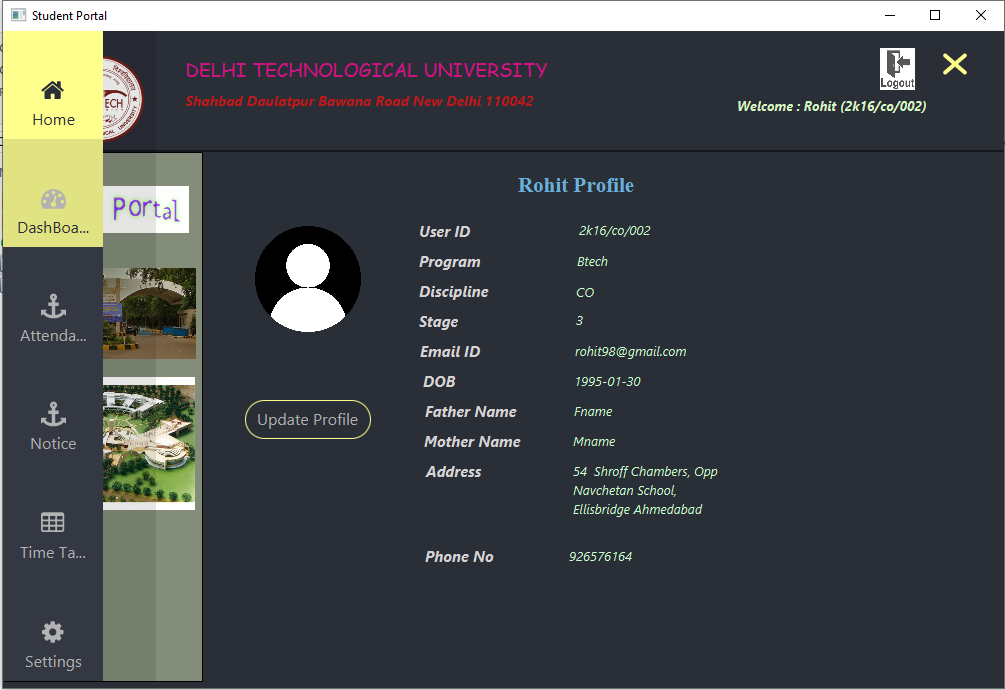 Student Portal
DELHI TECHNOLOGICAL UNIVERSITY
Shahbad Daulatpur Bawana Road New Delhi 110042
Logout
Welcome : Rohit (2k16/co/002)
Home
DashBoa...
Attenda...
Notice
Time Ta...
Settings
Portal
Rohit Profile
User ID 2k16/co/002
Program Btech
Discipline CO
Stage 3
Email ID rohit98@gmail.com
DOB 1995-01-30
Father Name Fname
Mother Name Mname
Address 54 Shroff Chambers, Opp
Navchetan School,
Ellisbridge Ahmedabad
Phone No 926576164
Update Profile